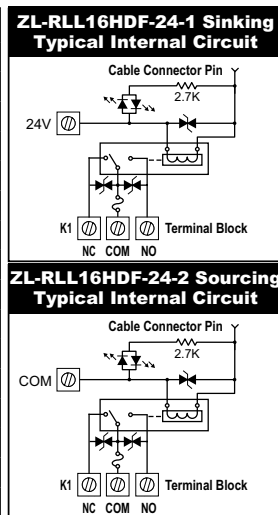 ZL-RLL16HDF-24-1 Sinking
Typical Internal Circuit
Cable Connector Pin
2.7K
24V
K1
Terminal Block
NC COM NO
ZL-RLL16HDF-24-2 Sourcing
Typical Internal Circuit
Cable Connector Pin
2.7K
COM
K1
Terminal Block
NC COM NO